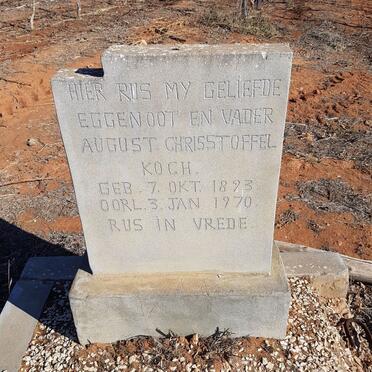 HIER RUS MY GELIEFDE
EGGENOOT EN VADER
AUGUST CHRISSTOFFEL
KOCH.
GEB. 7. OKT. 1893
OORL. 3. JAN 1970.
RUS IN VREDE.